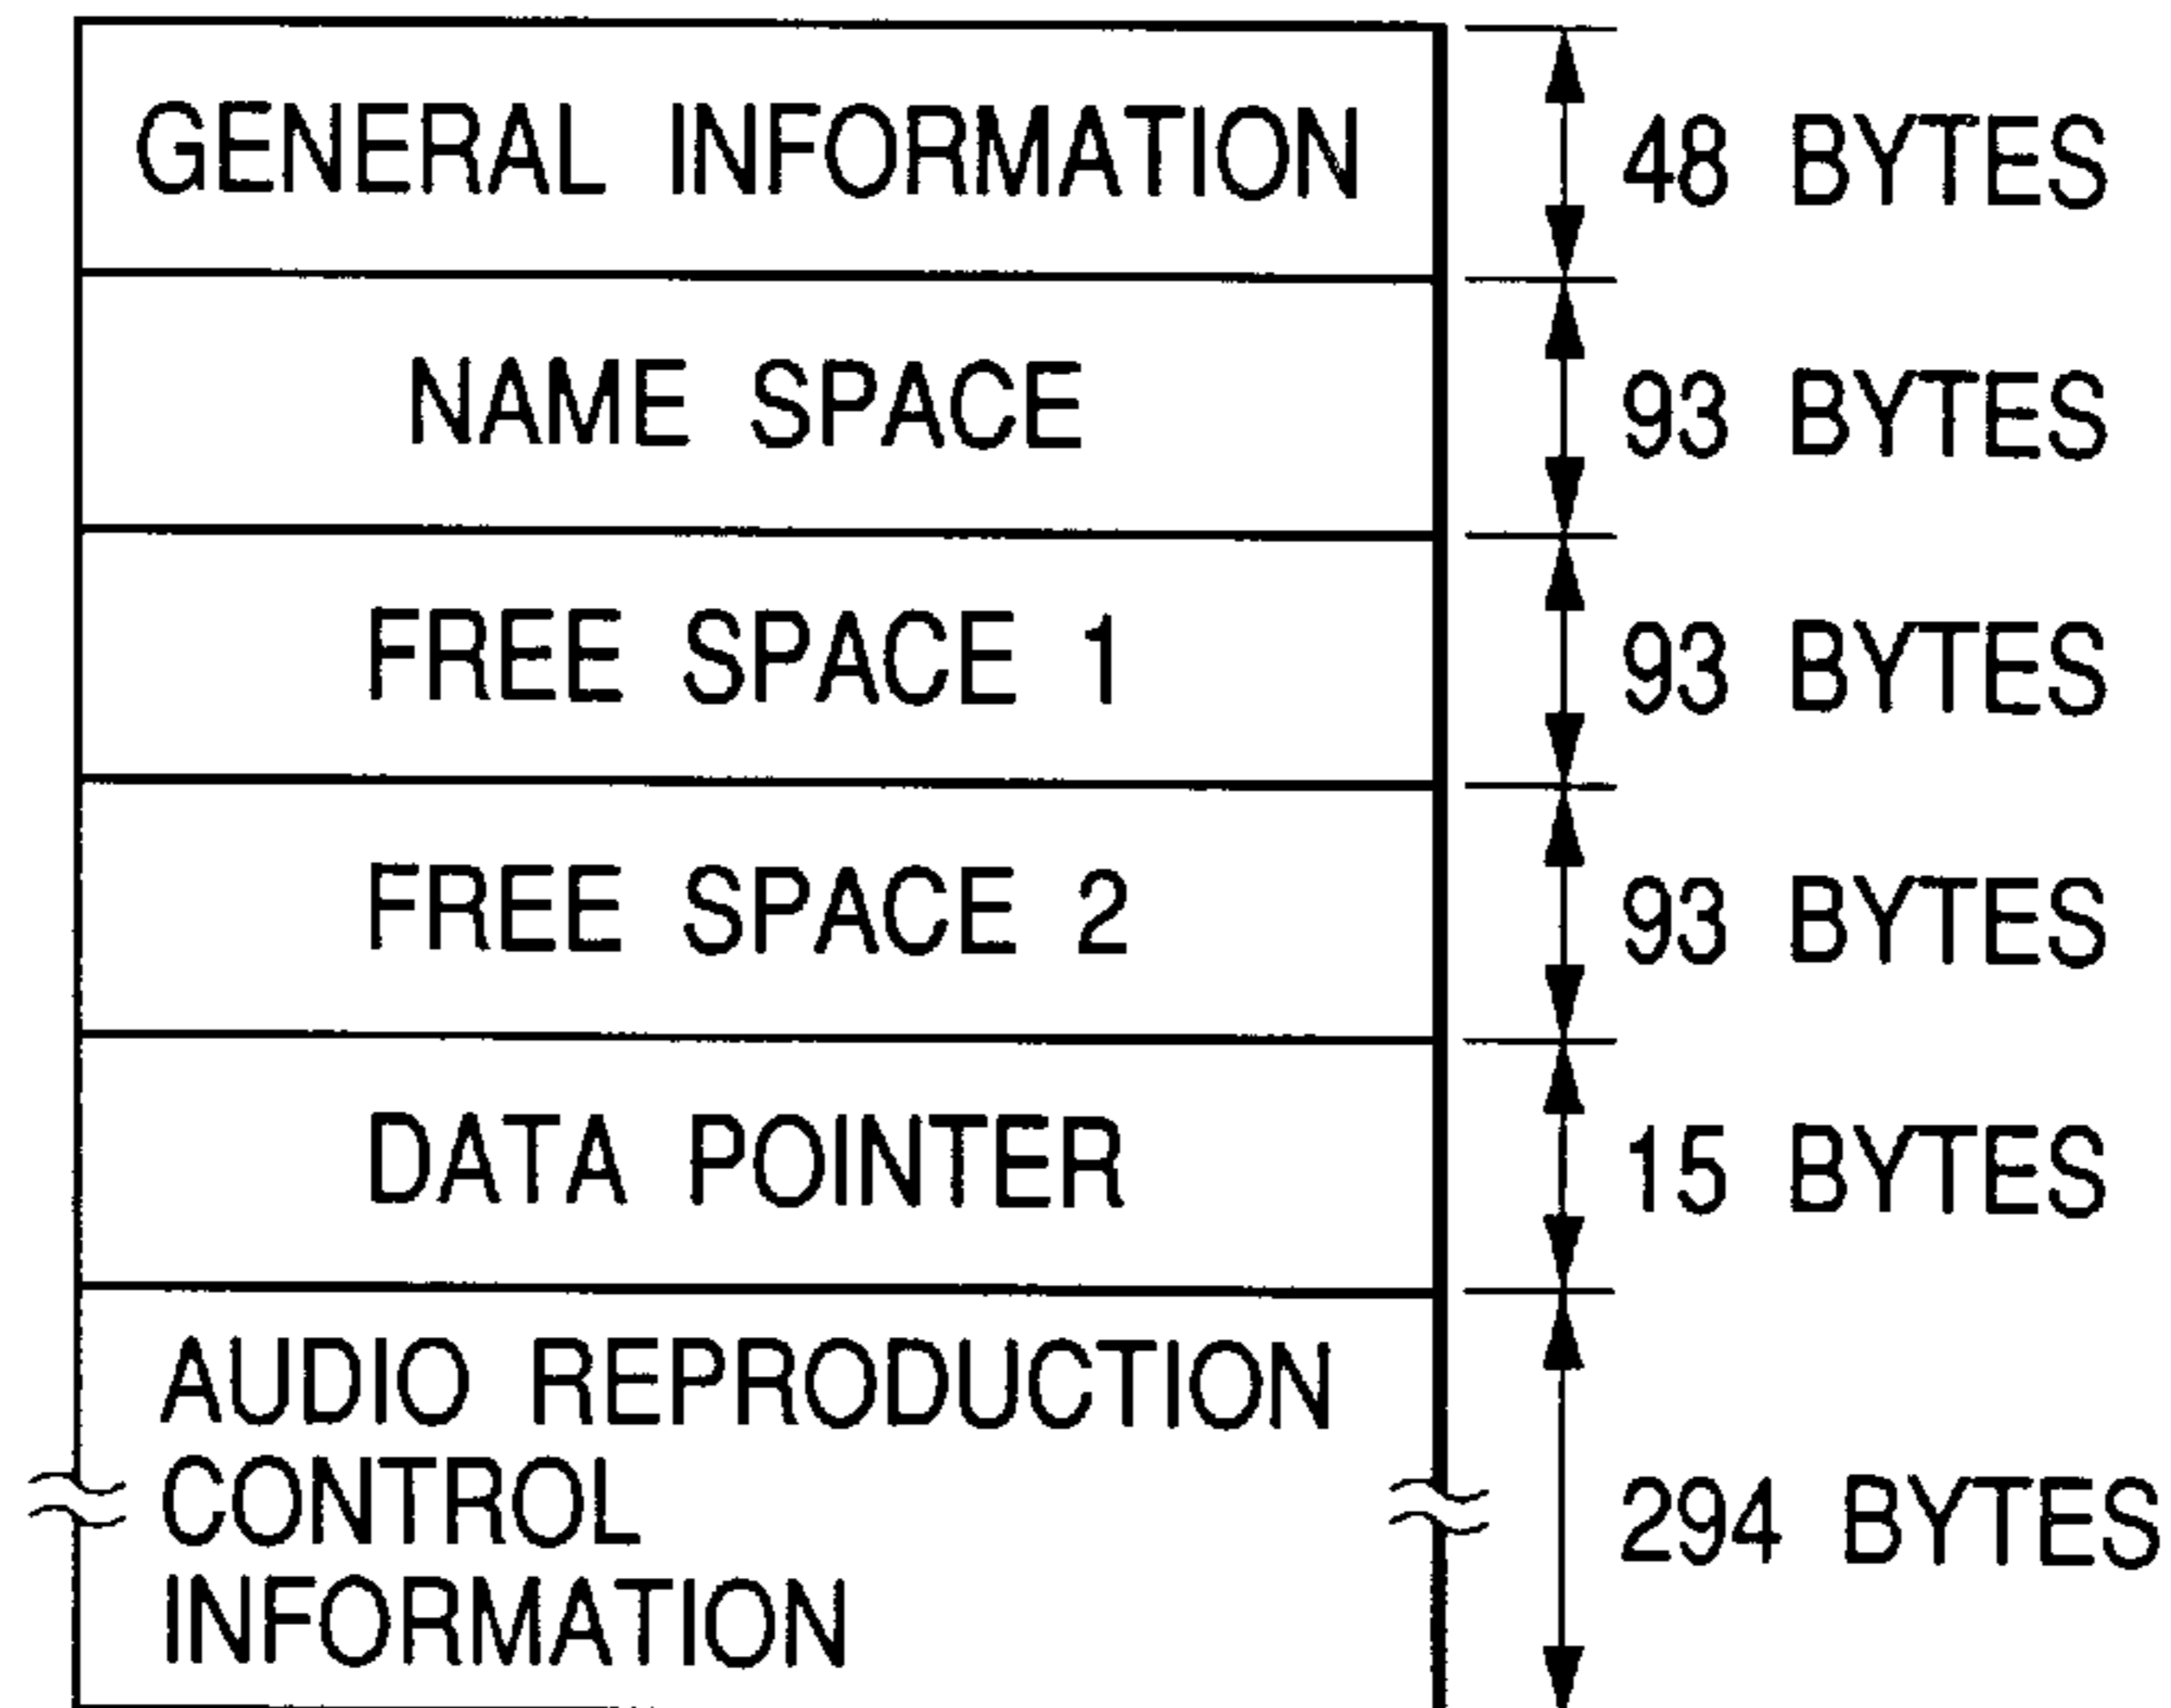 GENERAL INFORMATION 48 BYTES
NAME SPACE 93 BYTES
FREE SPACE 1 93 BYTES
FREE SPACE 2 93 BYTES
DATA POINTER 15 BYTES
AUDIO REPRODUCTION
CONTROL
INFORMATION
294 BYTES